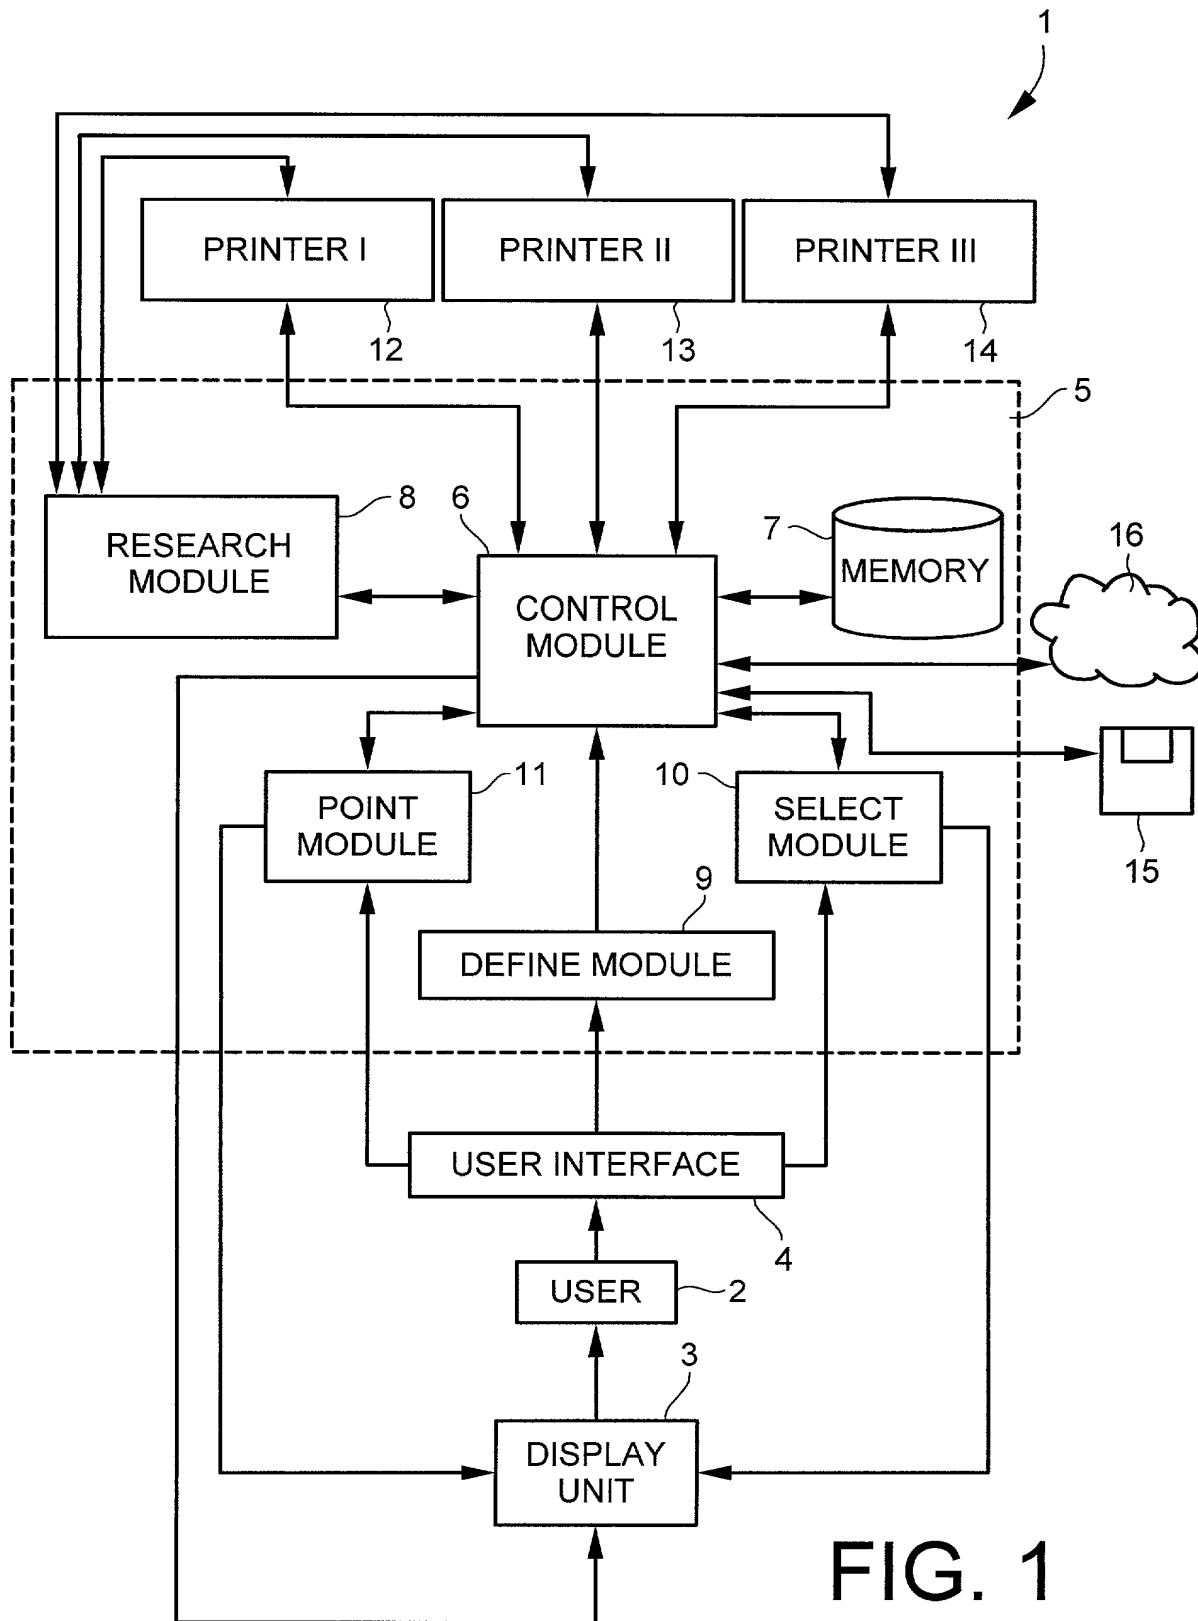 1
PRINTER I
PRINTER II
PRINTER III
12
13
14
5
8
6
7
16
RESEARCH
MODULE
CONTROL
MODULE
MEMORY
11
10
POINT
MODULE
SELECT
MODULE
15
9
DEFINE MODULE
USER INTERFACE
4
USER
2
3
DISPLAY
UNIT
FIG. 1